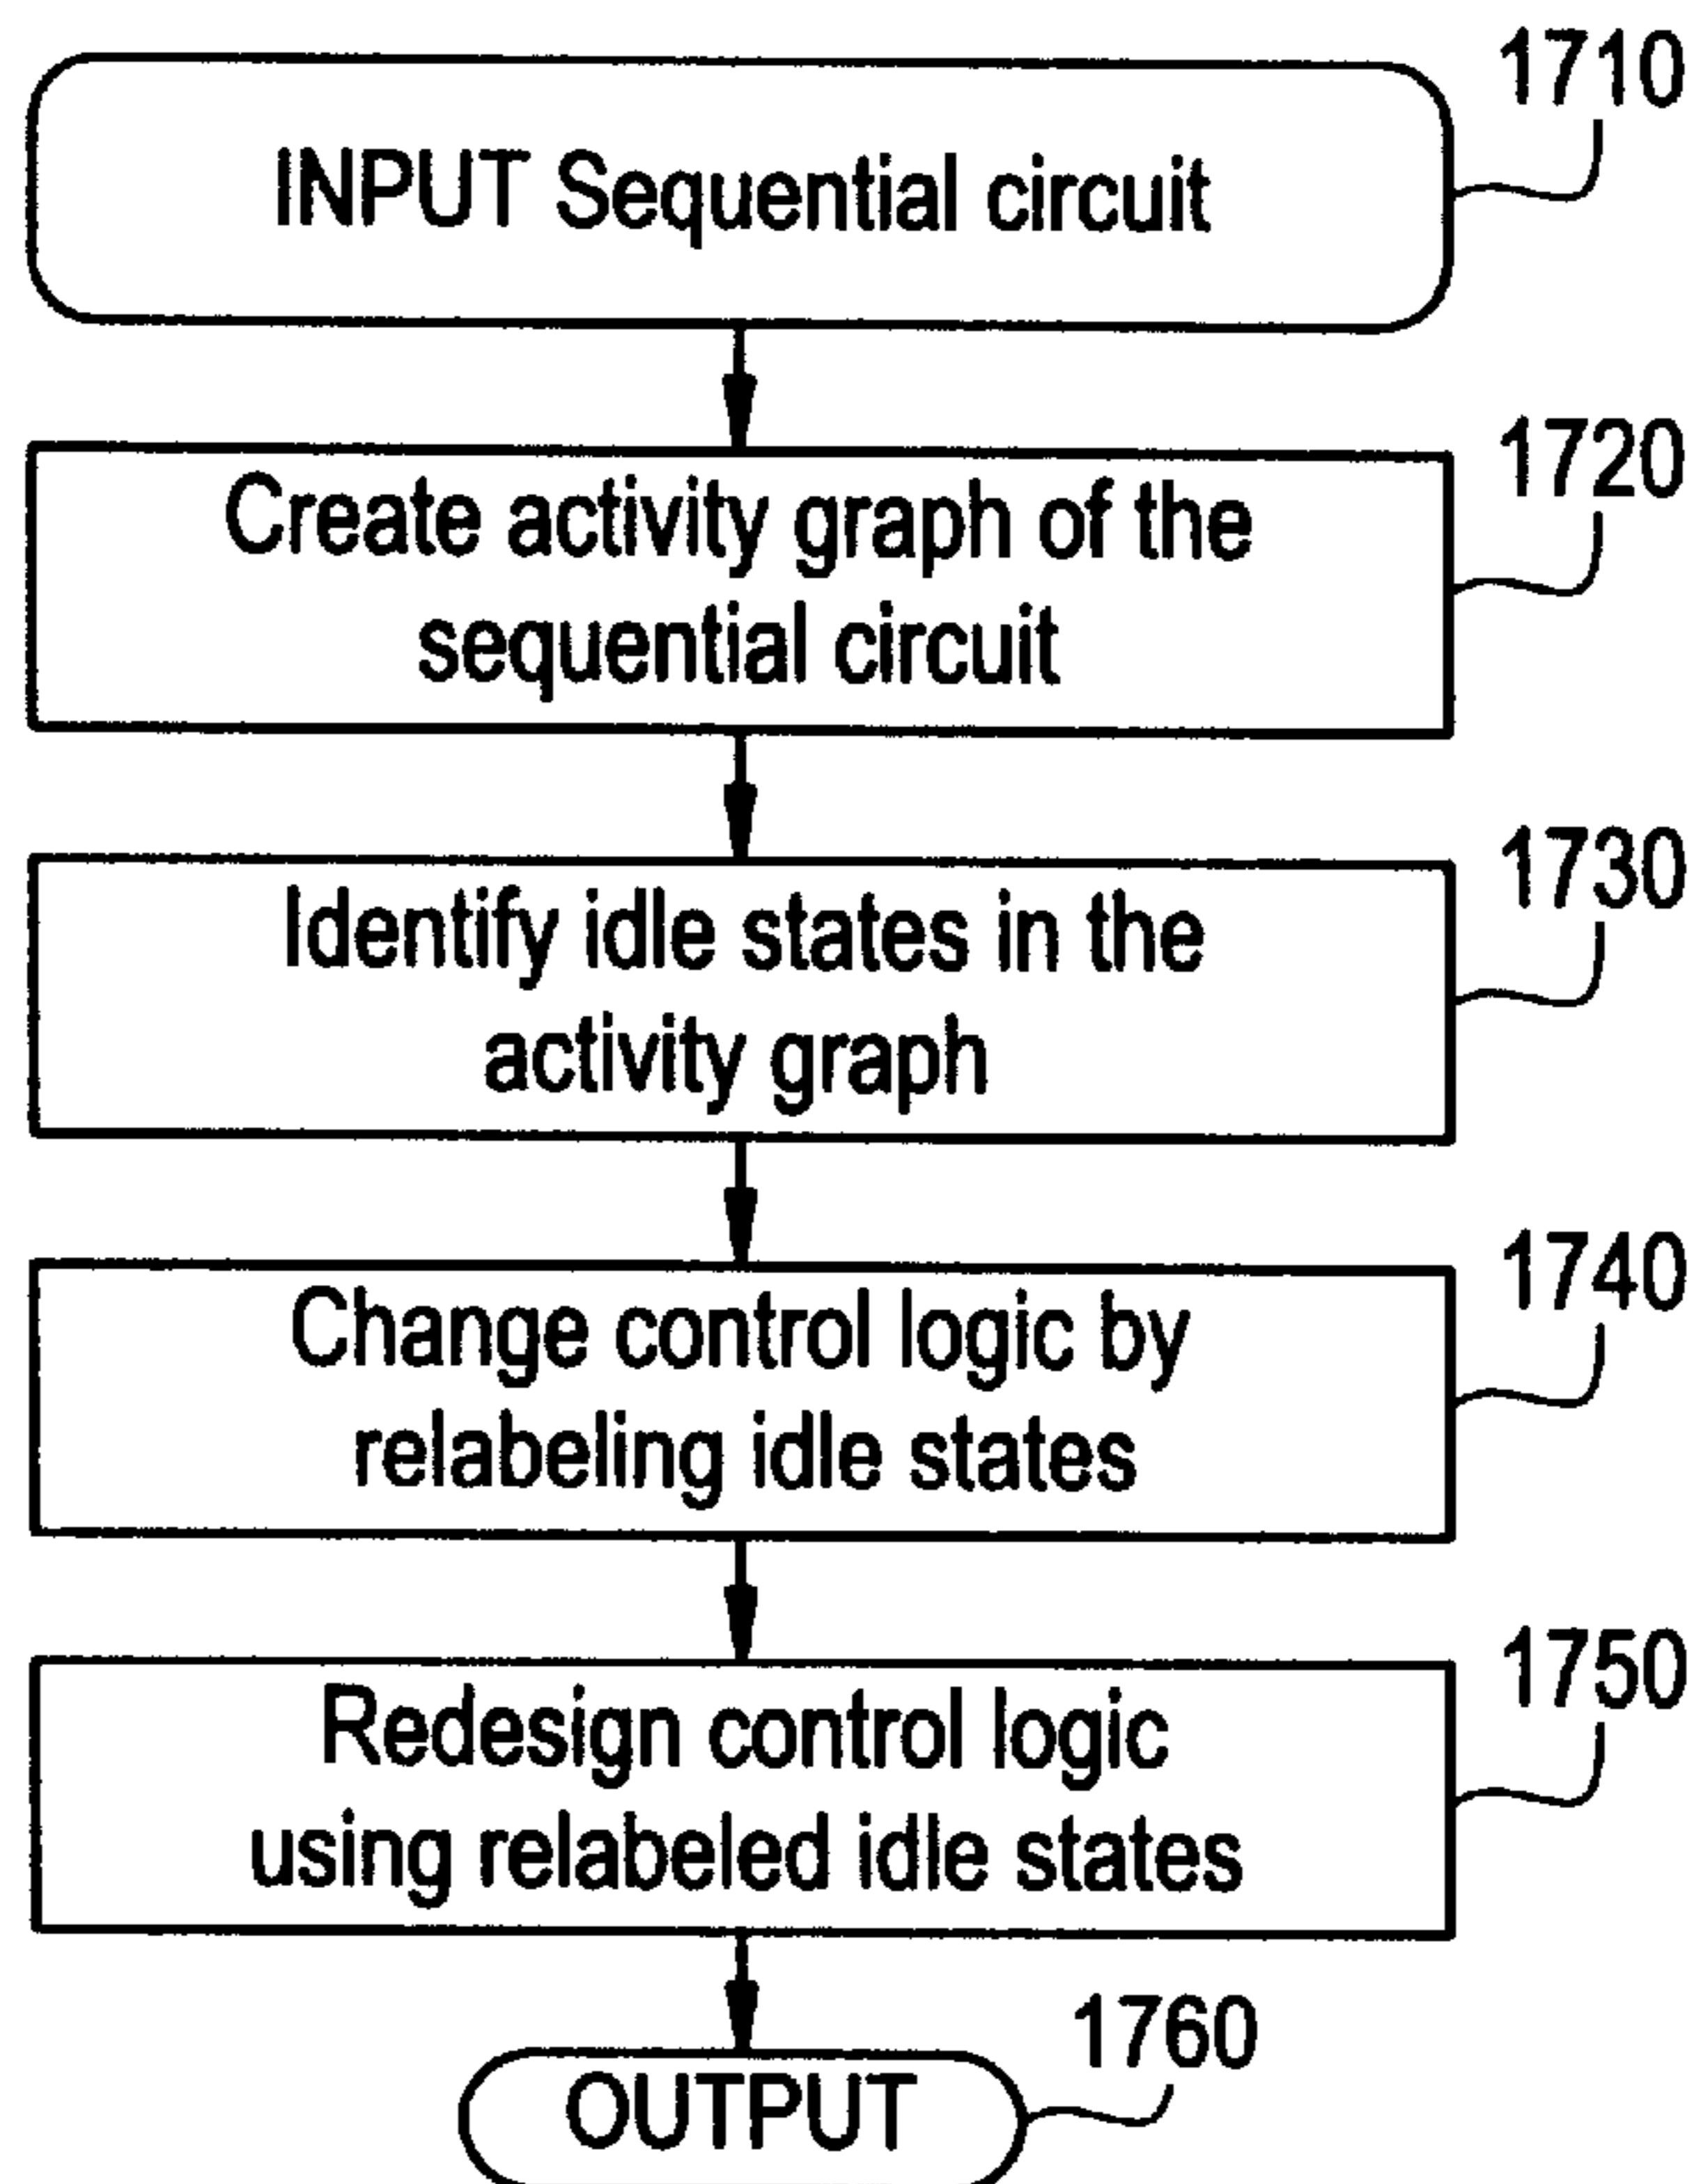 1710
INPUT Sequential circuit
1720
Create activity graph of the
sequential circuit
1730
Identify idle states in the
activity graph
1740
Change control logic by
relabeling idle states
1750
Redesign control logic
using relabeled idle states
1760
OUTPUT